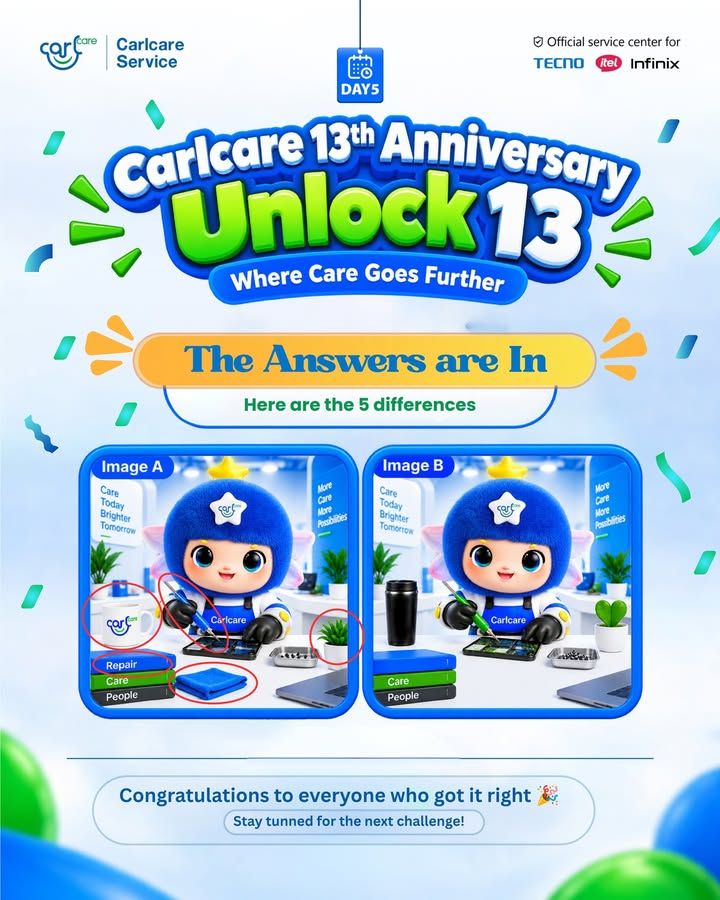 carlcare
Carlcare
Service
DAY5
Official service center for
TECNO itel Infinix
Carlcare 13th Anniversary
Unlock 13
Where Care Goes Further
The Answers are In
Here are the 5 differences
Image A
Care
Today
Brighter
Tomorrow
More
Care
More
Possibilities
carlcare
Carlcare
carlcare
Repair
Care
People
Image B
Care
Today
Brighter
Tomorrow
More
Care
More
Possibilities
carlcare
Carlcare
Care
People
Congratulations to everyone who got it right 🎉
Stay tunned for the next challenge!